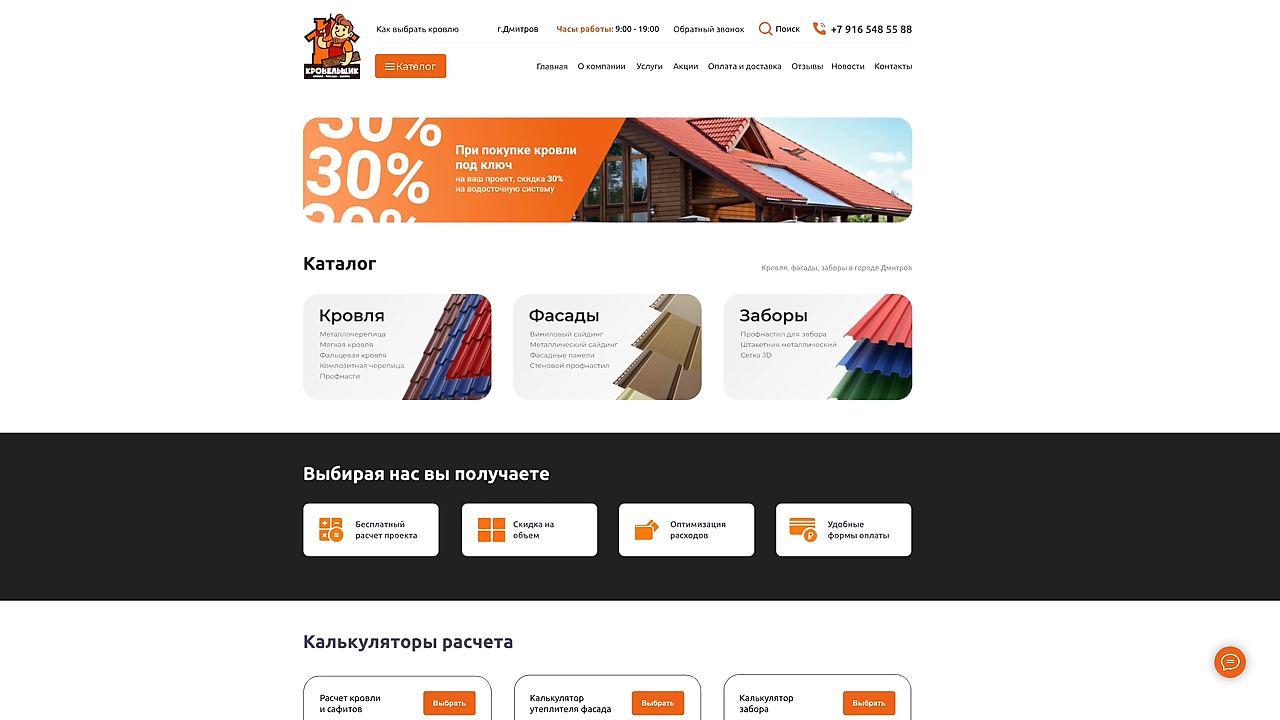 Как выбрать кровлю
г.Дмитров
Часы работы: 9:00 - 19:00
Обратный звонок
Поиск
+7 916 548 55 88
КРОВЕЛЬЩИК
Каталог
Главная
О компании
Услуги
Акции
Оплата и доставка
Отзывы
Новости
Контакты
30%
30%
30%
При покупке кровли
под ключ
на ваш проект, скидка 30%
на водосточную систему
Каталог
Кровля, фасады, заборы в городе Дмитров
Кровля
Металлочерепица
Мягкая кровля
Фальцевая кровля
Композитная черепица
Профнасти
Фасады
Виниловый сайдинг
Металлический сайдинг
Фасадные панели
Стеновой профнастил
Заборы
Профнастил для забора
Штакетник металлический
Сетка 3D
Выбирая нас вы получаете
Бесплатный
расчет проекта
Скидка на
объем
Оптимизация
расходов
Удобные
формы оплаты
Калькуляторы расчета
Расчет кровли
и сафитов
Выбрать
Калькулятор
утеплителя фасада
Выбрать
Калькулятор
забора
Выбрать